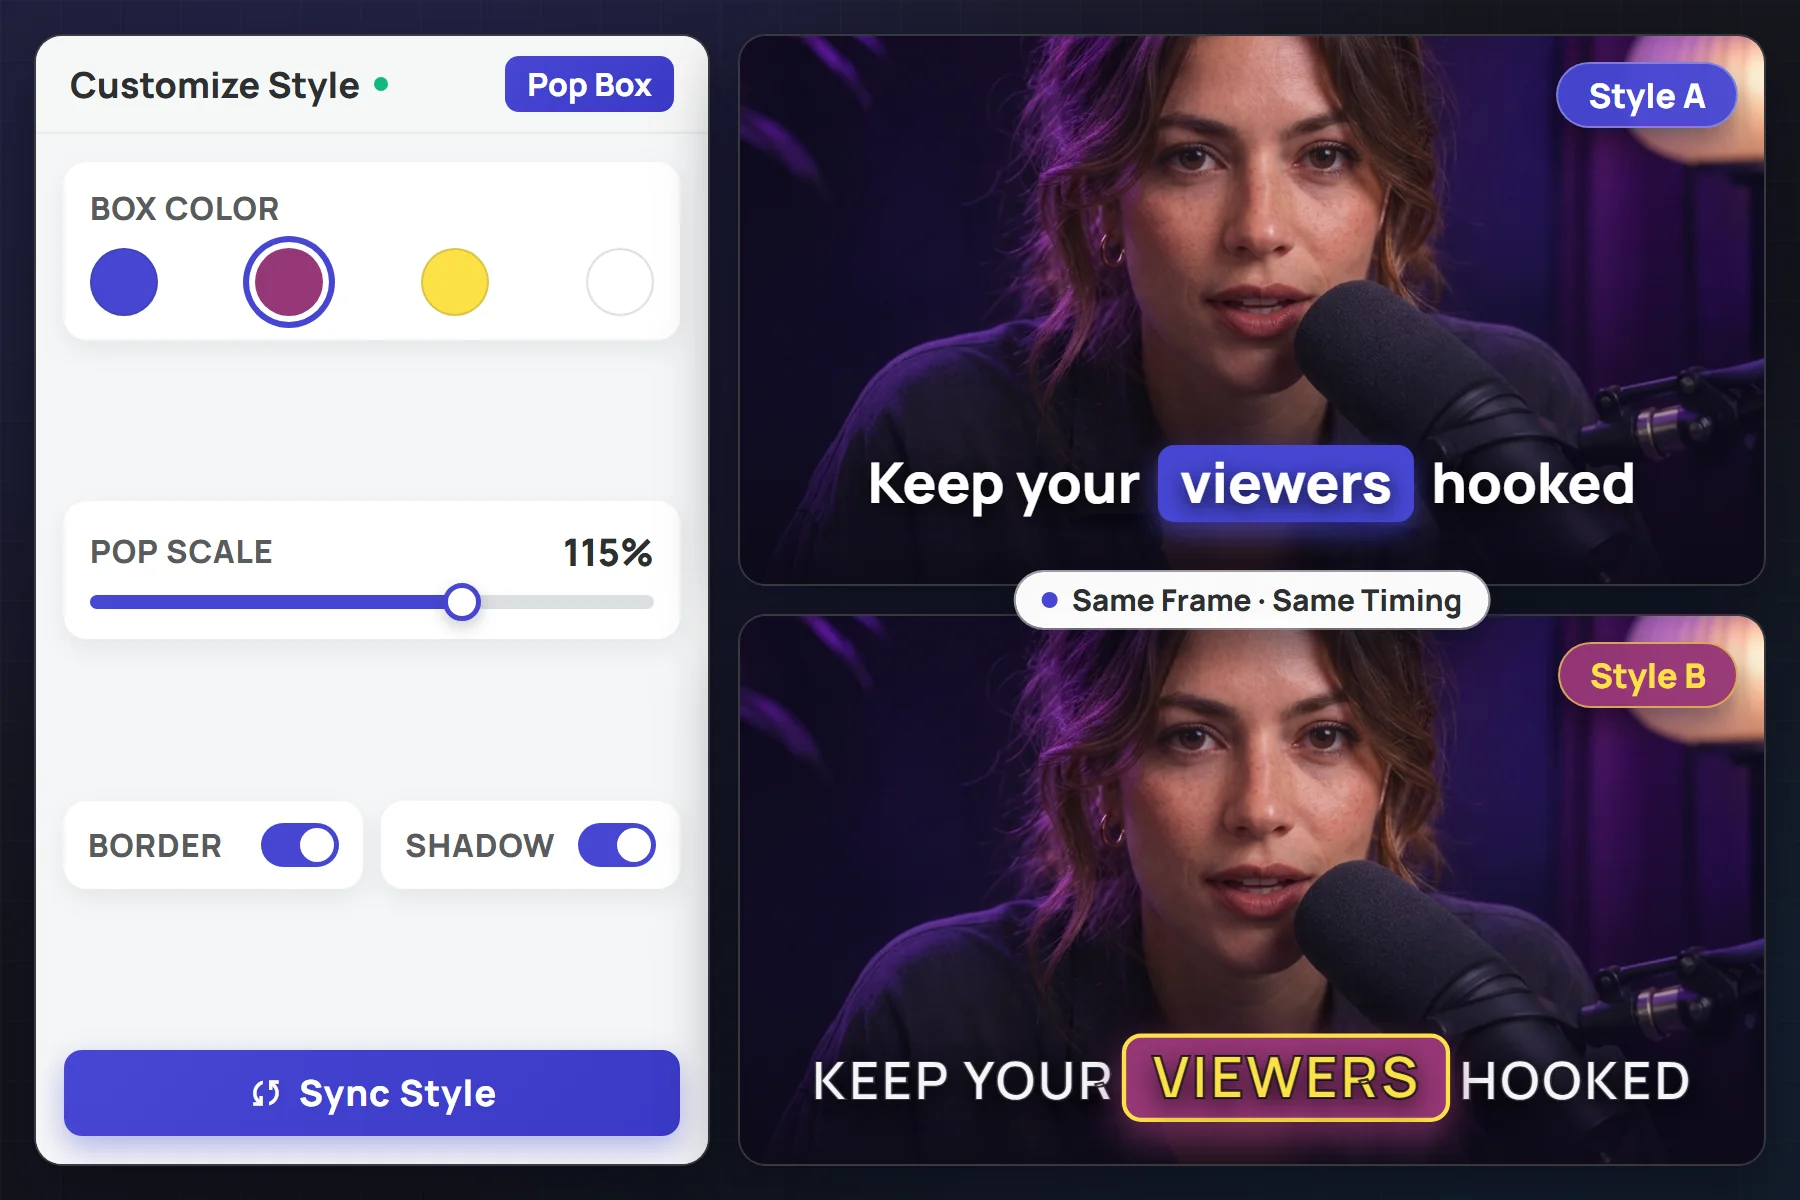 Customize Style
Pop Box
BOX COLOR
POP SCALE
115%
BORDER
SHADOW
Sync Style
Style A
Keep your viewers hooked
Same Frame · Same Timing
Style B
KEEP YOUR VIEWERS HOOKED